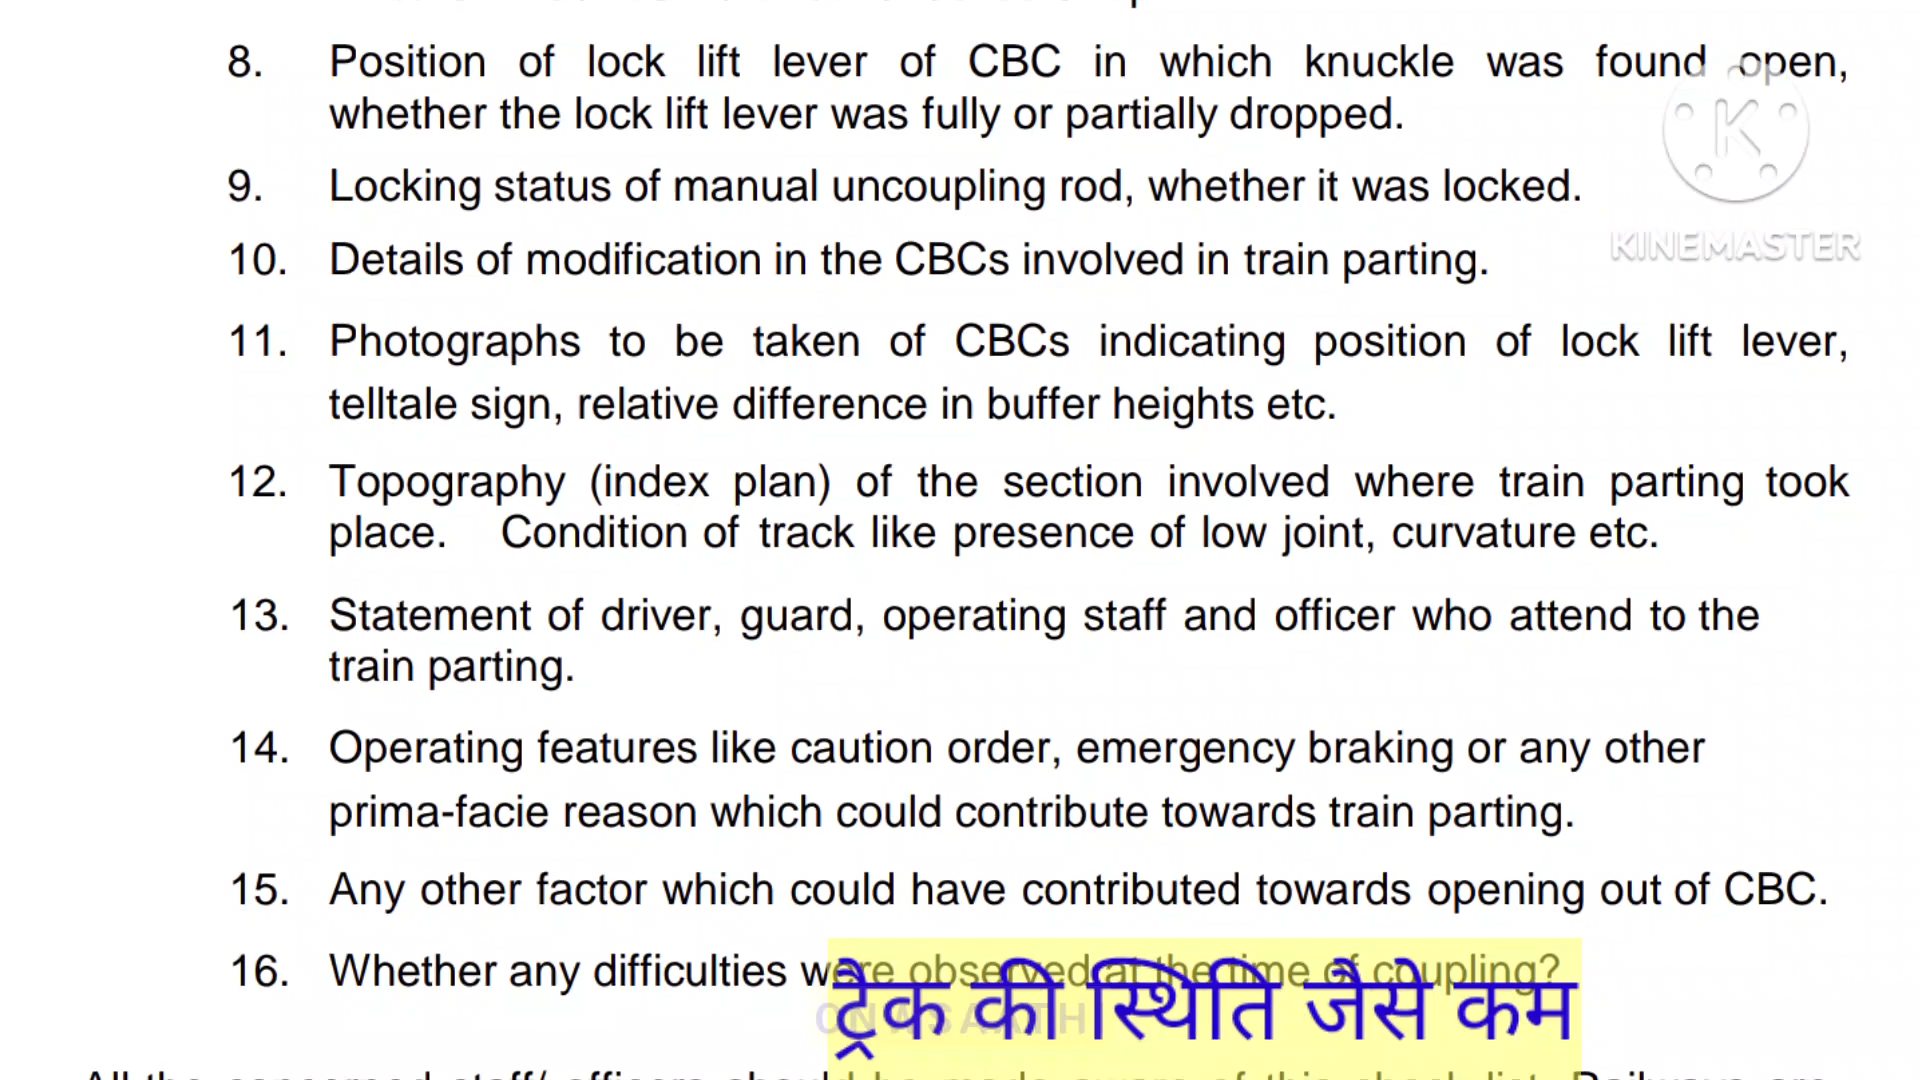 8. Position of lock lift lever of CBC in which knuckle was found open,
whether the lock lift lever was fully or partially dropped.
9. Locking status of manual uncoupling rod, whether it was locked.
10. Details of modification in the CBCs involved in train parting.
11. Photographs to be taken of CBCs indicating position of lock lift lever,
telltale sign, relative difference in buffer heights etc.
12. Topography (index plan) of the section involved where train parting took
place. Condition of track like presence of low joint, curvature etc.
13. Statement of driver, guard, operating staff and officer who attend to the
train parting.
14. Operating features like caution order, emergency braking or any other
prima-facie reason which could contribute towards train parting.
15. Any other factor which could have contributed towards opening out of CBC.
16. Whether any difficulties were observed at the time of coupling?
ट्रैक की स्थिति जैसे कम
K
KINEMASTER